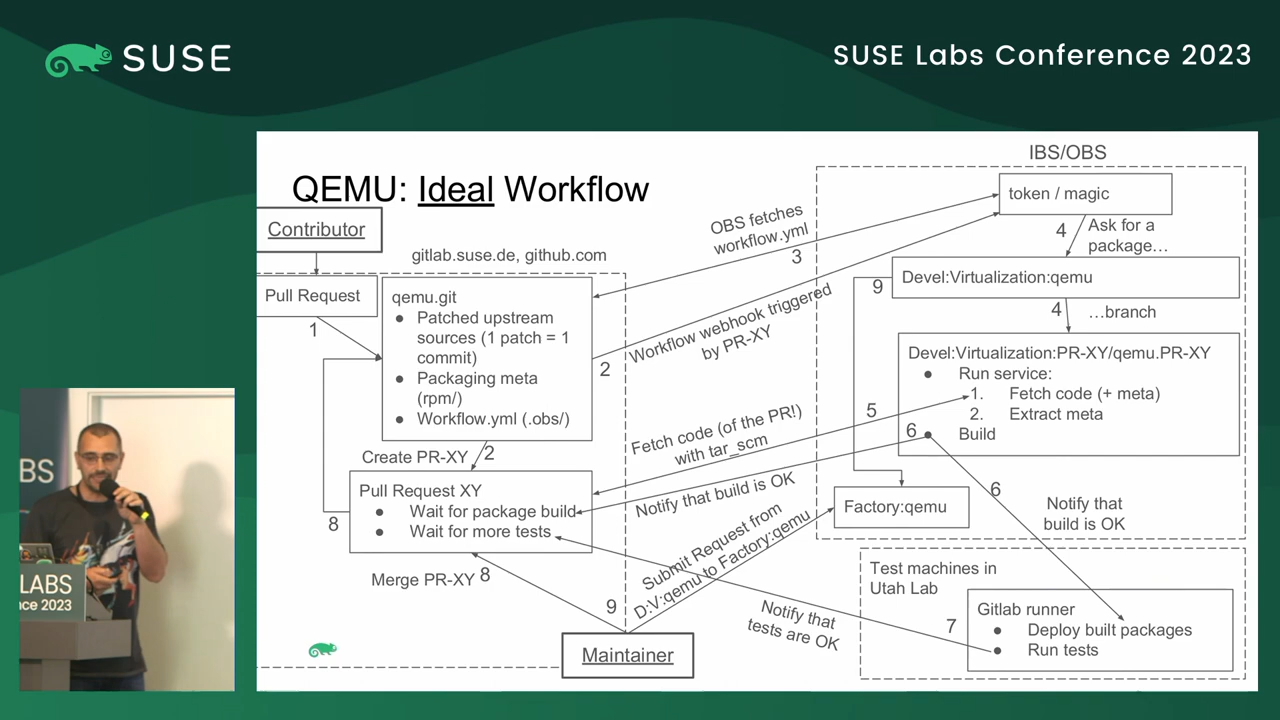 SUSE
SUSE Labs Conference 2023
QEMU: Ideal Workflow
Contributor
Pull Request
1
gitlab.suse.de, github.com
qemu.git
● Patched upstream
sources (1 patch = 1
commit)
● Packaging meta
(rpm/)
● Workflow.yml (.obs/)
Create PR-XY
2
Pull Request XY
● Wait for package build
● Wait for more tests
8
Merge PR-XY
8
9
Maintainer
OBS fetches
workflow.yml
3
Workflow webhook triggered
by PR-XY
2
Fetch code (of the PR!)
with tar_scm
5
Notify that build is OK
6
Submit Request from
D:V:qemu to Factory:qemu
Notify that
tests are OK
7
IBS/OBS
token / magic
4
Ask for a
package…
Devel:Virtualization:qemu
9
4
…branch
Devel:Virtualization:PR-XY/qemu.PR-XY
● Run service:
1. Fetch code (+ meta)
2. Extract meta
● Build
Factory:qemu
6
Notify that
build is OK
Test machines in
Utah Lab
Gitlab runner
● Deploy built packages
● Run tests
BS
LABS
nce 2023